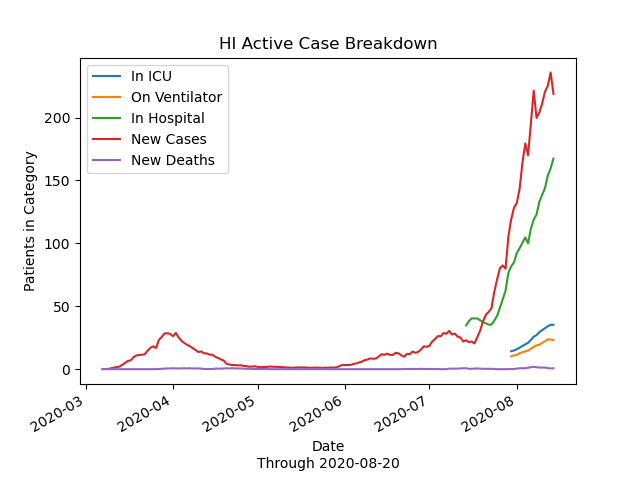 HI Active Case Breakdown
In ICU
On Ventilator
In Hospital
New Cases
New Deaths
Patients in Category
200
150
100
50
0
2020-03
2020-04
2020-05
2020-06
2020-07
2020-08
Date
Through 2020-08-20